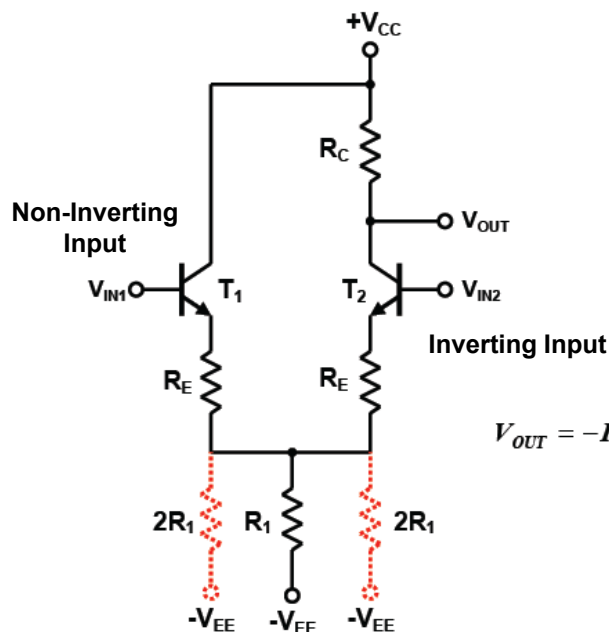 +VCC
RC
Non-Inverting
Input
VOUT
VIN1
T1
T2
VIN2
Inverting Input
RE
RE
VOUT = −
2R1
R1
2R1
-VEE
-VEE
-VEE